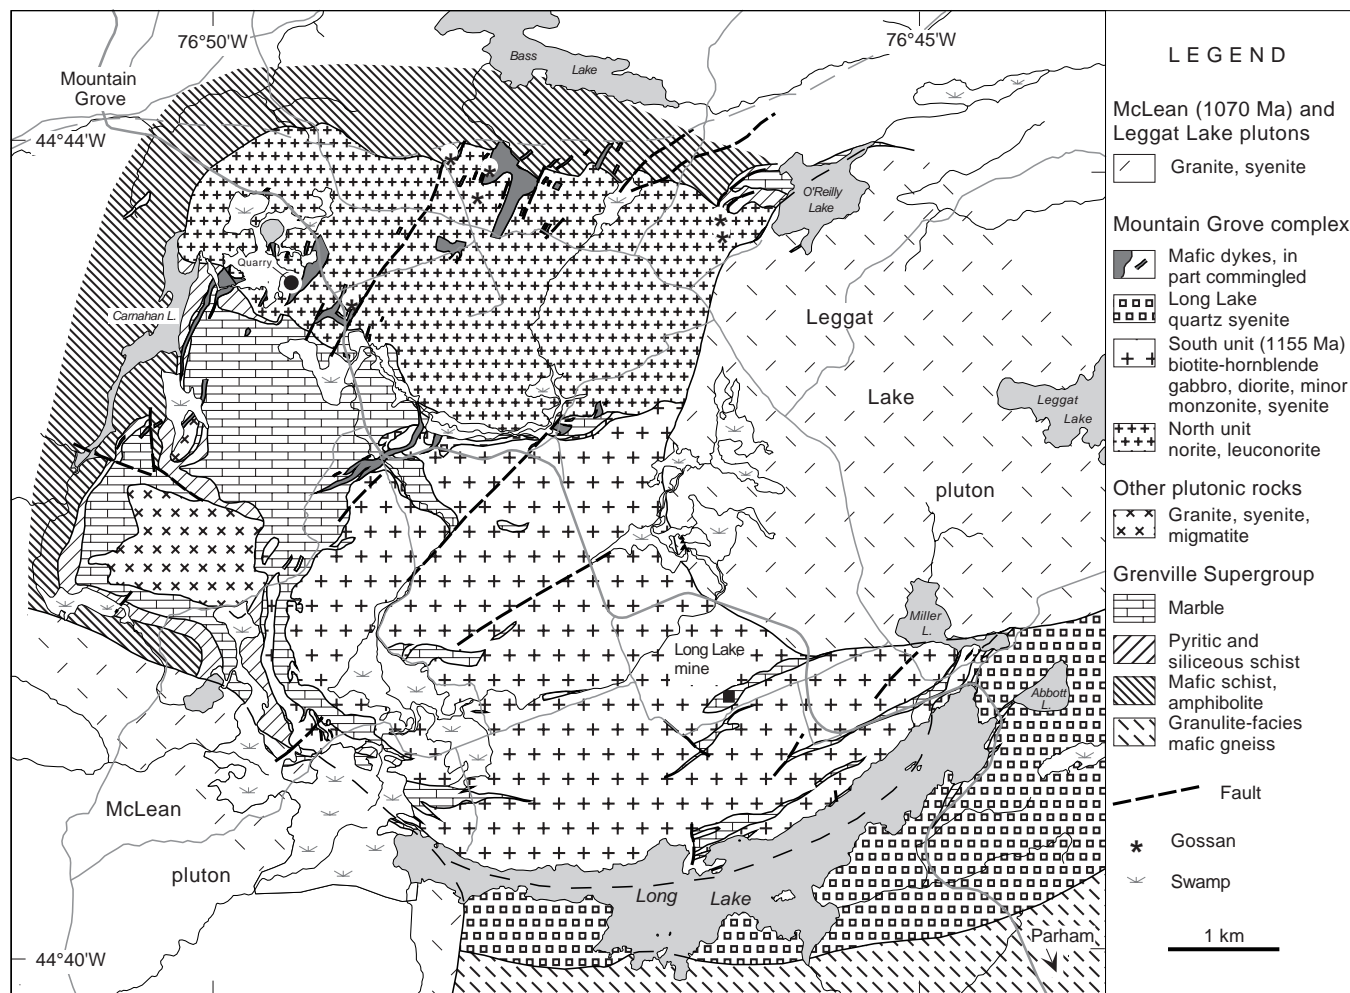 76°50'W
76°45'W
Bass
Lake
Mountain
Grove
44°44'W
O'Reilly
Lake
Quarry
Carnahan L.
Leggat
Lake
pluton
Leggat
Lake
Miller
L.
Long Lake
mine
Abbott
L.
McLean
pluton
Long Lake
Parham
44°40'W
LEGEND
McLean (1070 Ma) and
Leggat Lake plutons
Granite, syenite
Mountain Grove complex
Mafic dykes, in
part commingled
Long Lake
quartz syenite
South unit (1155 Ma)
biotite-hornblende
gabbro, diorite, minor
monzonite, syenite
North unit
norite, leuconorite
Other plutonic rocks
Granite, syenite,
migmatite
Grenville Supergroup
Marble
Pyritic and
siliceous schist
Mafic schist,
amphibolite
Granulite-facies
mafic gneiss
Fault
Gossan
Swamp
1 km